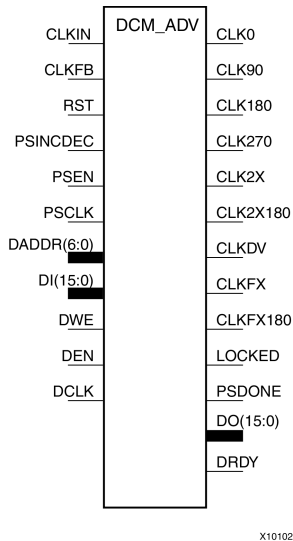 DCM_ADV
CLKIN
CLKFB
RST
PSINCDEC
PSEN
PSCLK
DADDR(6:0)
DI(15:0)
DWE
DEN
DCLK
CLK0
CLK90
CLK180
CLK270
CLK2X
CLK2X180
CLKDV
CLKFX
CLKFX180
LOCKED
PSDONE
DO(15:0)
DRDY
X10102